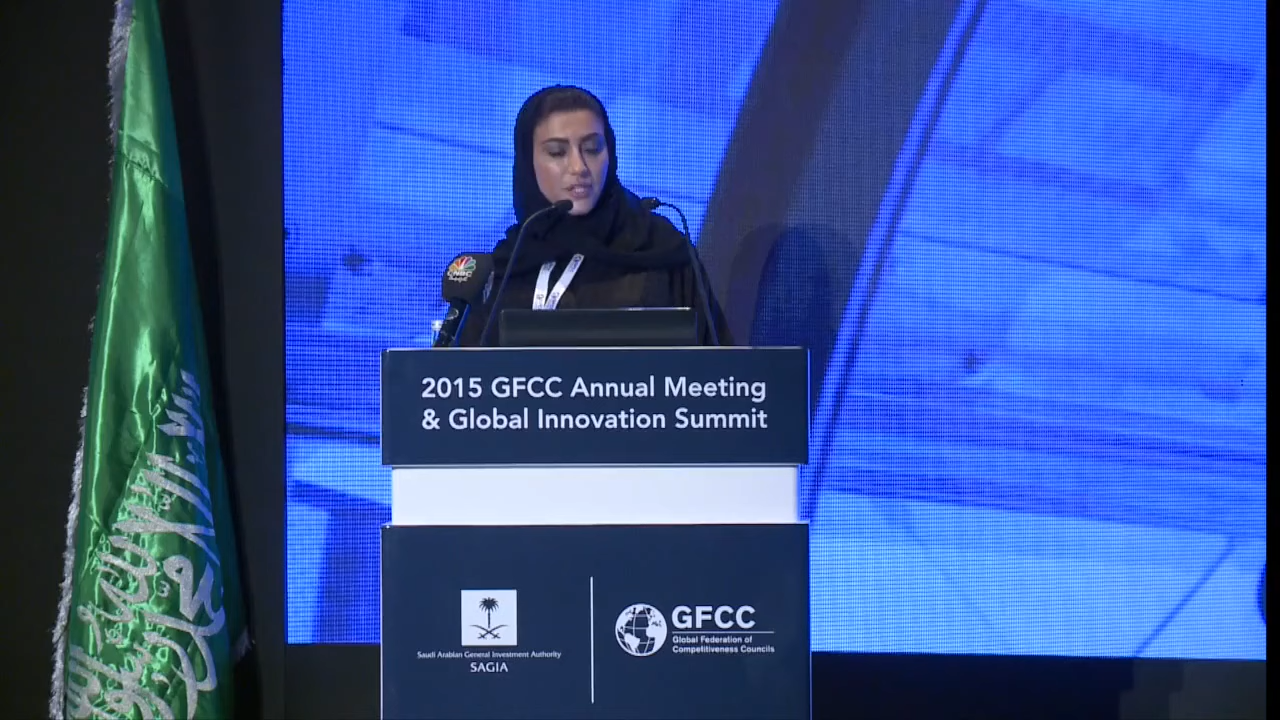 CNBC
2015 GFCC Annual Meeting
& Global Innovation Summit
Saudi Arabian General Investment Authority
SAGIA
GFCC
Global Federation of
Competitiveness Councils